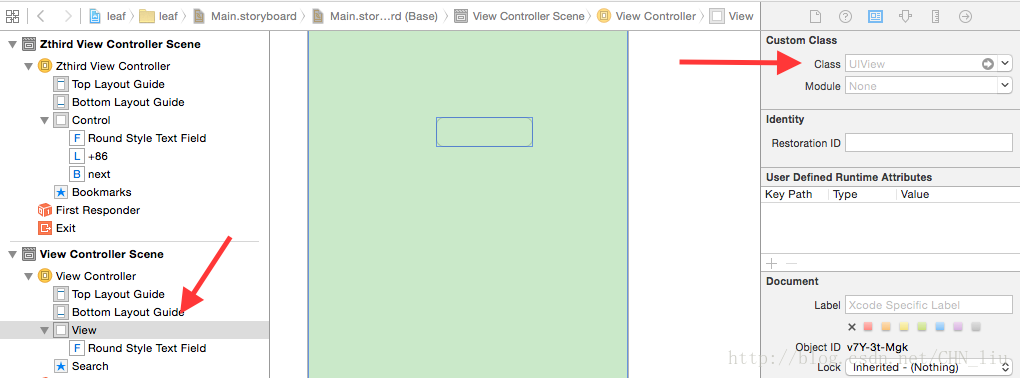 leaf › leaf › Main.storyboard › Main.stor...rd (Base) › View Controller Scene › View Controller › View
Zthird View Controller Scene
Zthird View Controller
Top Layout Guide
Bottom Layout Guide
Control
F Round Style Text Field
L +86
B next
Bookmarks
First Responder
Exit
View Controller Scene
View Controller
Top Layout Guide
Bottom Layout Guide
View
F Round Style Text Field
Search
Custom Class
Class UIView
Module None
Identity
Restoration ID
User Defined Runtime Attributes
Key Path Type Value
Document
Label Xcode Specific Label
Object ID v7Y-3t-Mgk
Lock Inherited - (Nothing)
http://blog.csdn.net/CHN_liu